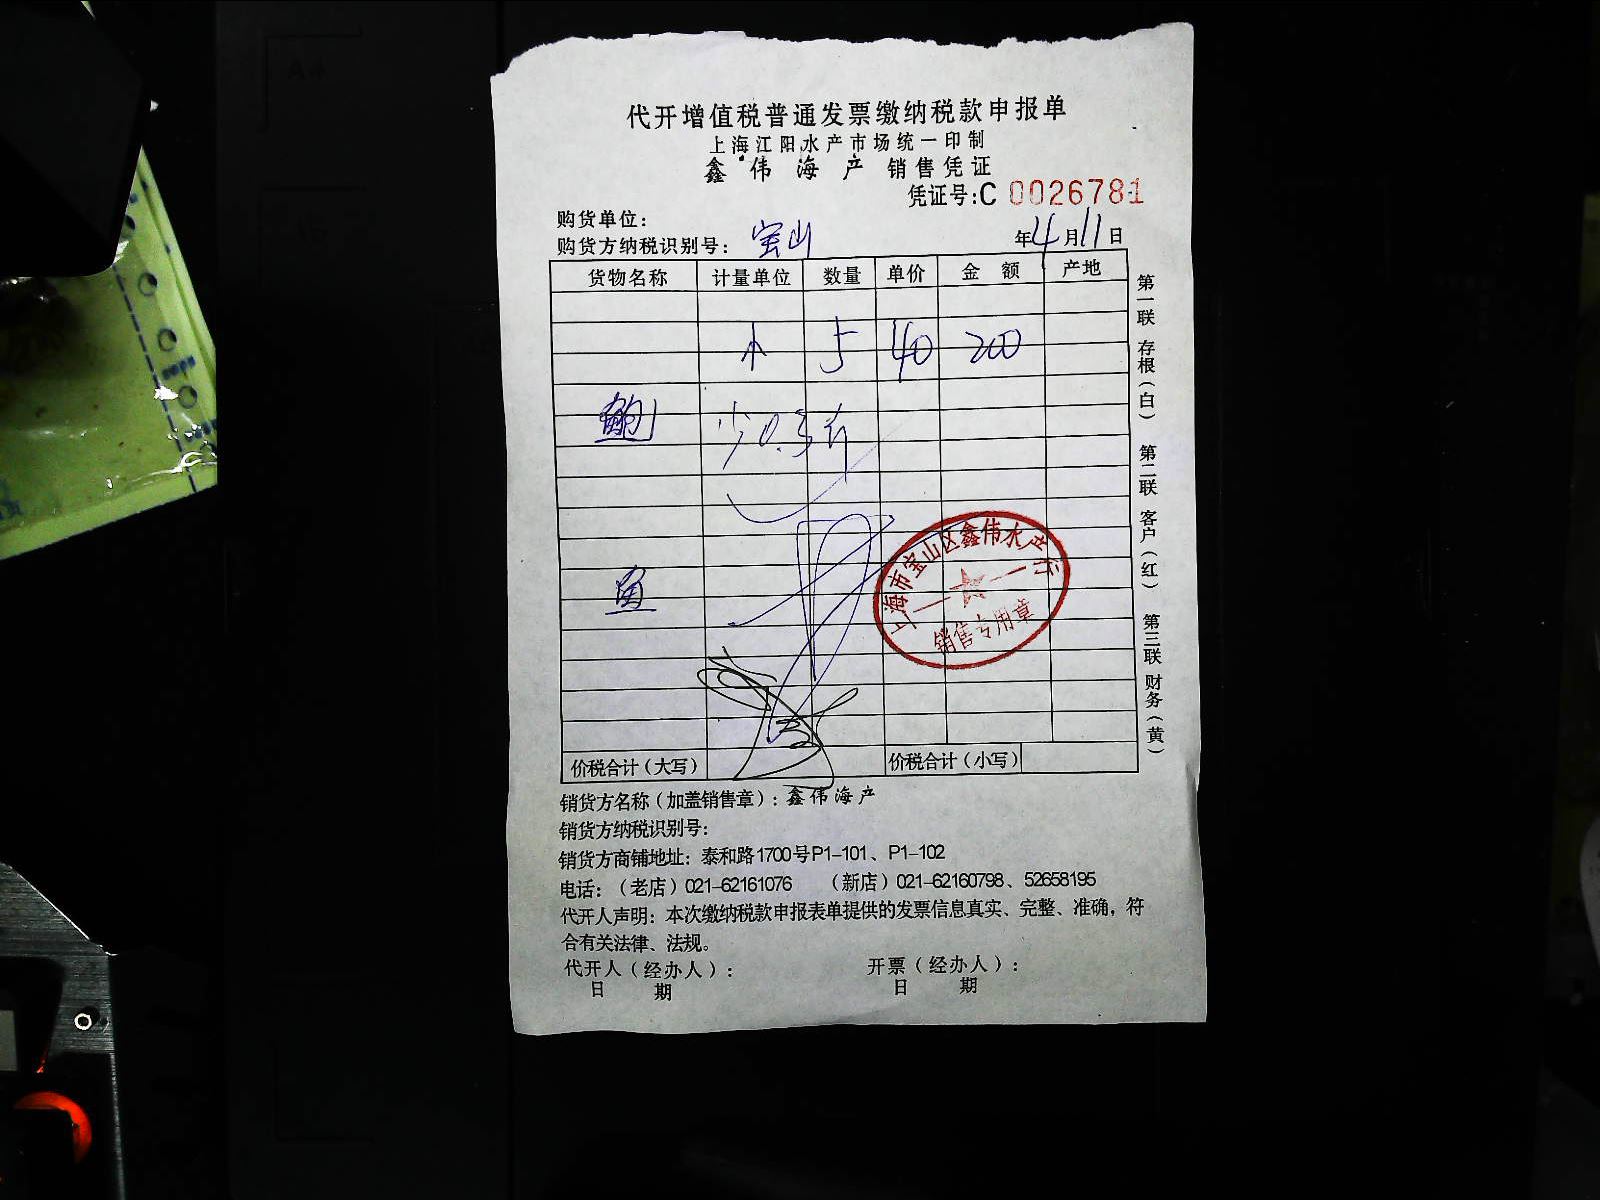 代开增值税普通发票缴纳税款申报单
上海江阳水产市场统一印制
鑫伟海产 销售凭证
凭证号:C 0026781
购货单位:
购货方纳税识别号: 宝山 年4月11日
货物名称 计量单位 数量 单价 金额 产地
个 5 40 200
鲍 少0.3斤
鱼
上海市宝山区鑫伟水产行
销售专用章
价税合计(大写) 价税合计(小写)
第一联 存根(白) 第二联 客户(红) 第三联 财务(黄)
销货方名称(加盖销售章):鑫伟海产
销货方纳税识别号:
销货方商铺地址:泰和路1700号P1-101、P1-102
电话:(老店)021-62161076 (新店)021-62160798、52658195
代开人声明:本次缴纳税款申报表单提供的发票信息真实、完整、准确,符
合有关法律、法规。
代开人(经办人): 开票(经办人):
日 期 日 期